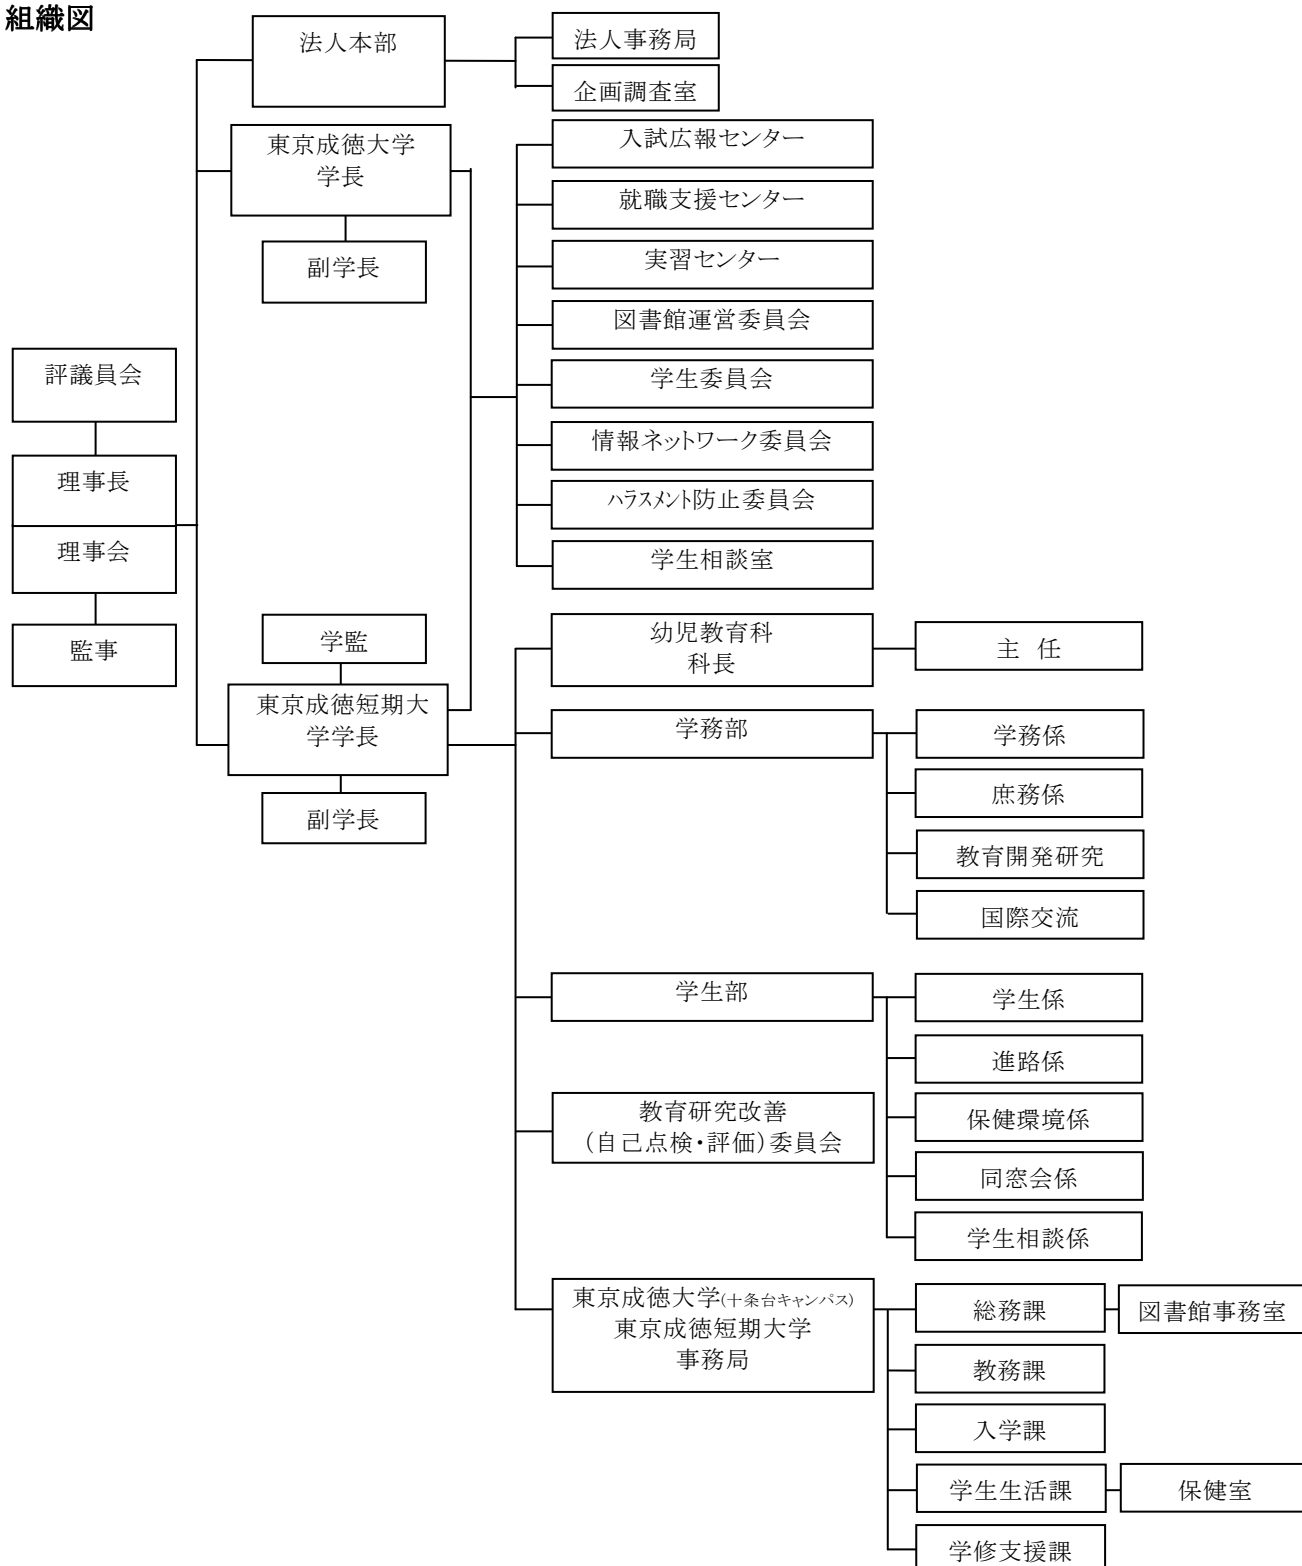 組織図
法人本部
法人事務局
企画調査室
東京成徳大学
学長
副学長
入試広報センター
就職支援センター
実習センター
図書館運営委員会
学生委員会
情報ネットワーク委員会
ハラスメント防止委員会
学生相談室
評議員会
理事長
理事会
監事
学監
東京成徳短期大
学学長
副学長
幼児教育科
科長
主 任
学務部
学務係
庶務係
教育開発研究
国際交流
学生部
学生係
進路係
保健環境係
同窓会係
学生相談係
教育研究改善
(自己点検・評価)委員会
東京成徳大学(十条台キャンパス)
東京成徳短期大学
事務局
総務課
図書館事務室
教務課
入学課
学生生活課
保健室
学修支援課